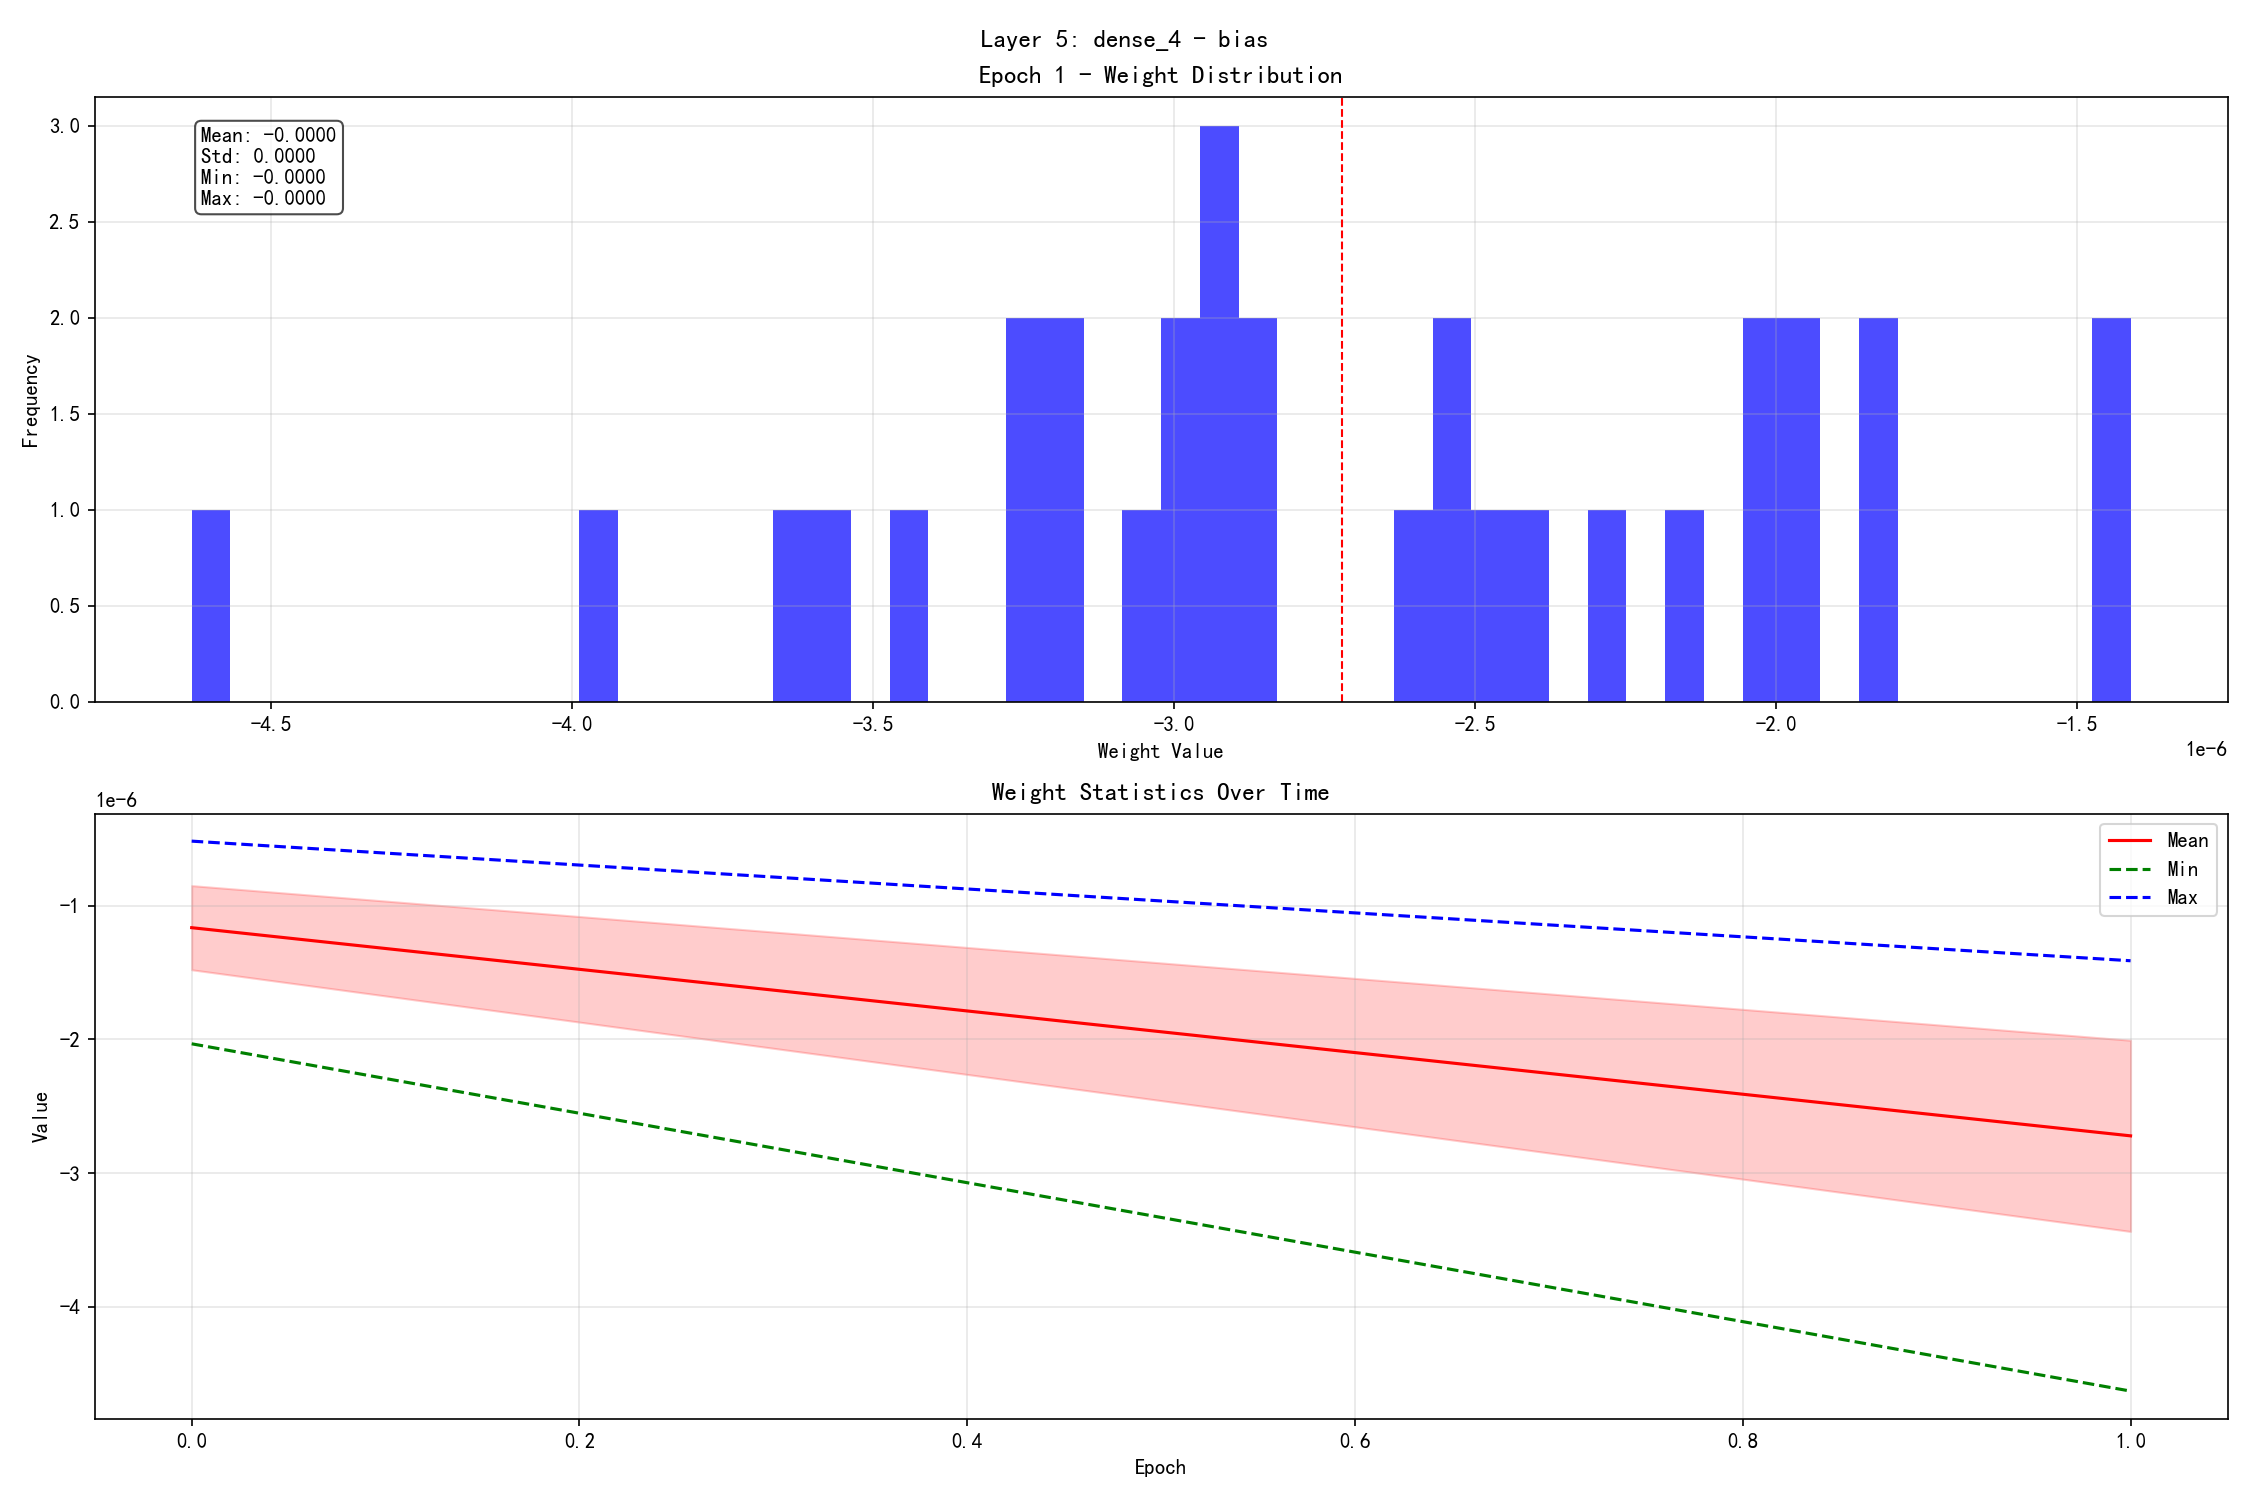 Layer 5: dense_4 - bias
Epoch 1 - Weight Distribution
Mean: -0.0000
Std: 0.0000
Min: -0.0000
Max: -0.0000
3.0
2.5
2.0
1.5
1.0
0.5
0.0
Frequency
-4.5 -4.0 -3.5 -3.0 -2.5 -2.0 -1.5
Weight Value
1e-6
Weight Statistics Over Time
1e-6
Mean
Min
Max
-1
-2
-3
-4
Value
0.0 0.2 0.4 0.6 0.8 1.0
Epoch